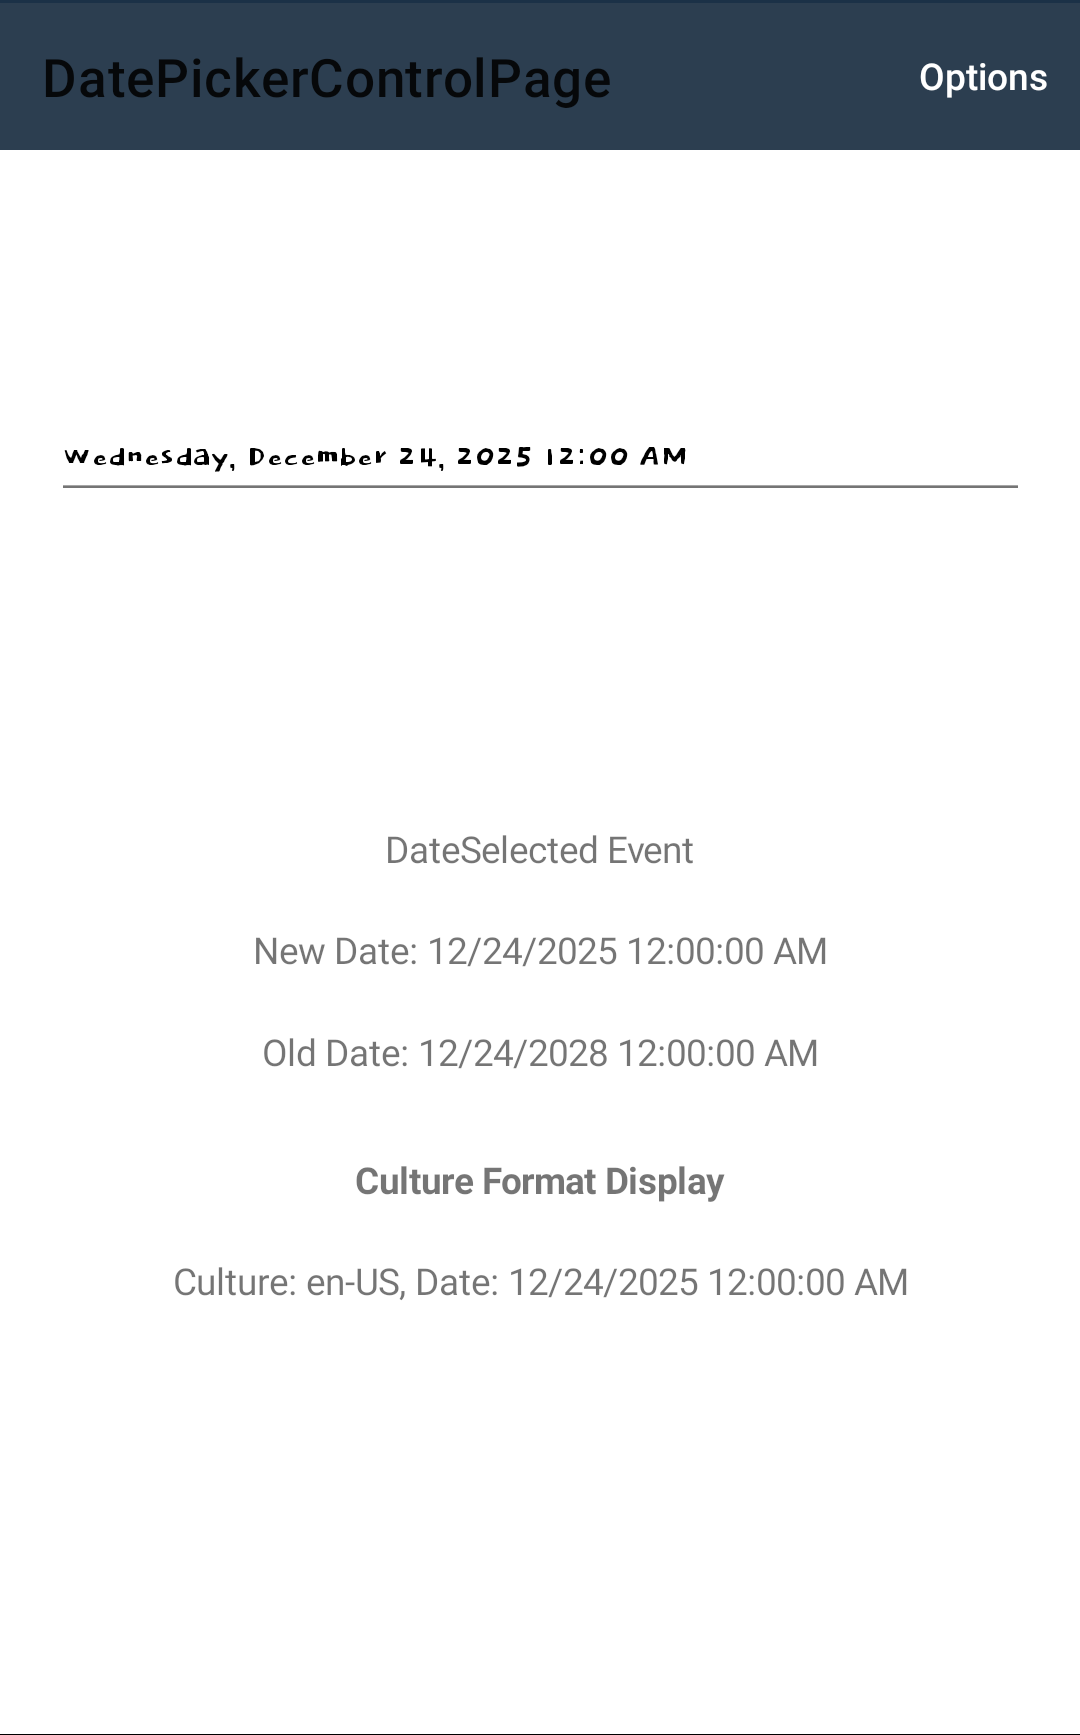 DatePickerControlPage
Options
Wednesday, December 24, 2025 12:00 AM
DateSelected Event
New Date: 12/24/2025 12:00:00 AM
Old Date: 12/24/2028 12:00:00 AM
Culture Format Display
Culture: en-US, Date: 12/24/2025 12:00:00 AM